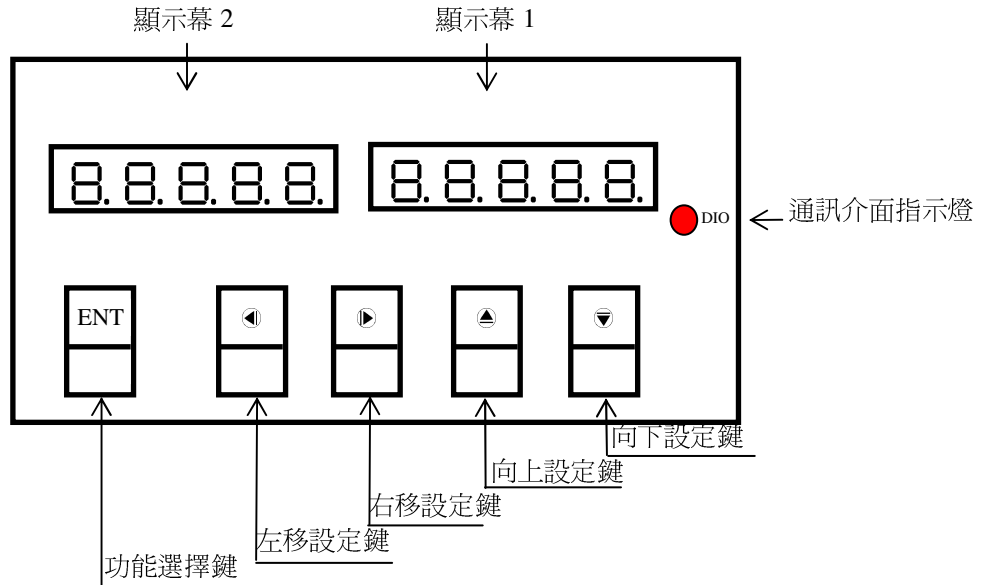 顯示幕 2
顯示幕 1
8.8.8.8.8.
8.8.8.8.8.
DIO
通訊介面指示燈
ENT
向下設定鍵
向上設定鍵
右移設定鍵
左移設定鍵
功能選擇鍵